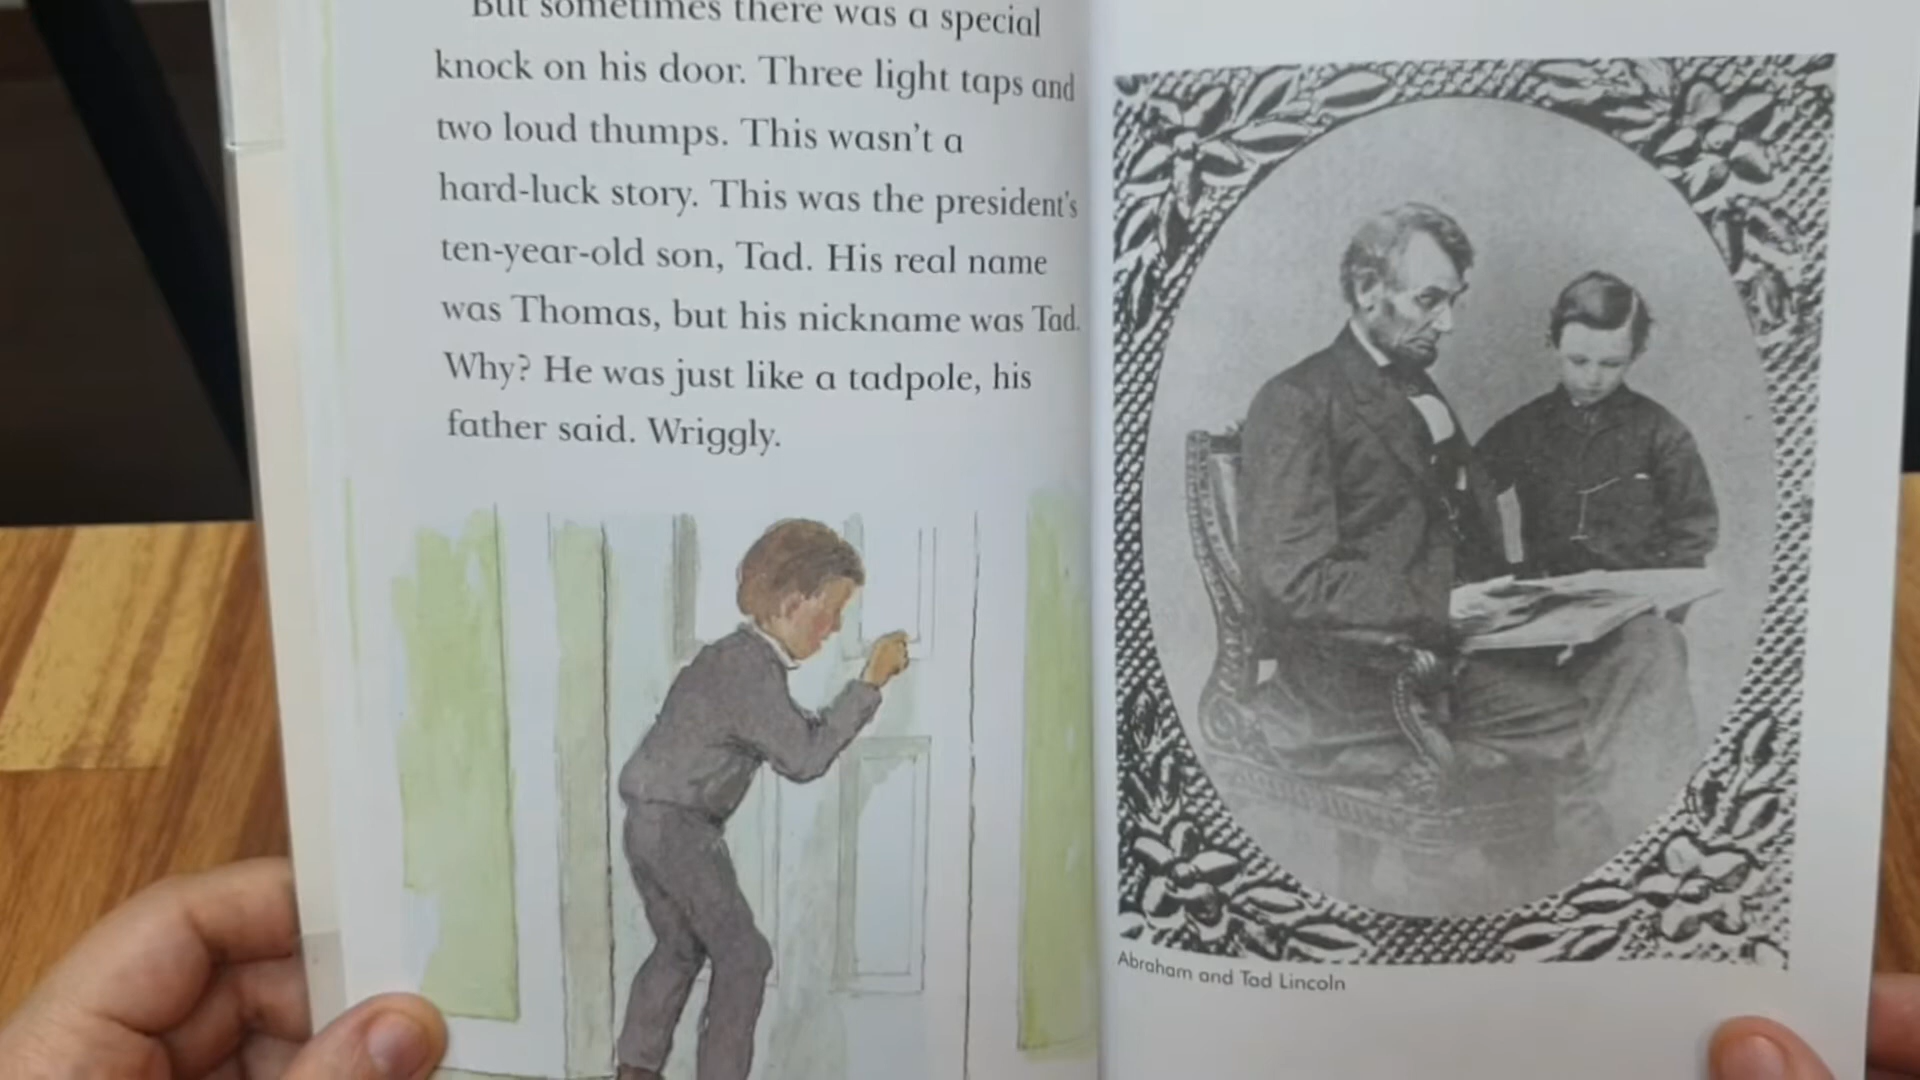 But sometimes there was a special
knock on his door. Three light taps and
two loud thumps. This wasn't a
hard-luck story. This was the president's
ten-year-old son, Tad. His real name
was Thomas, but his nickname was Tad.
Why? He was just like a tadpole, his
father said. Wriggly.
Abraham and Tad Lincoln